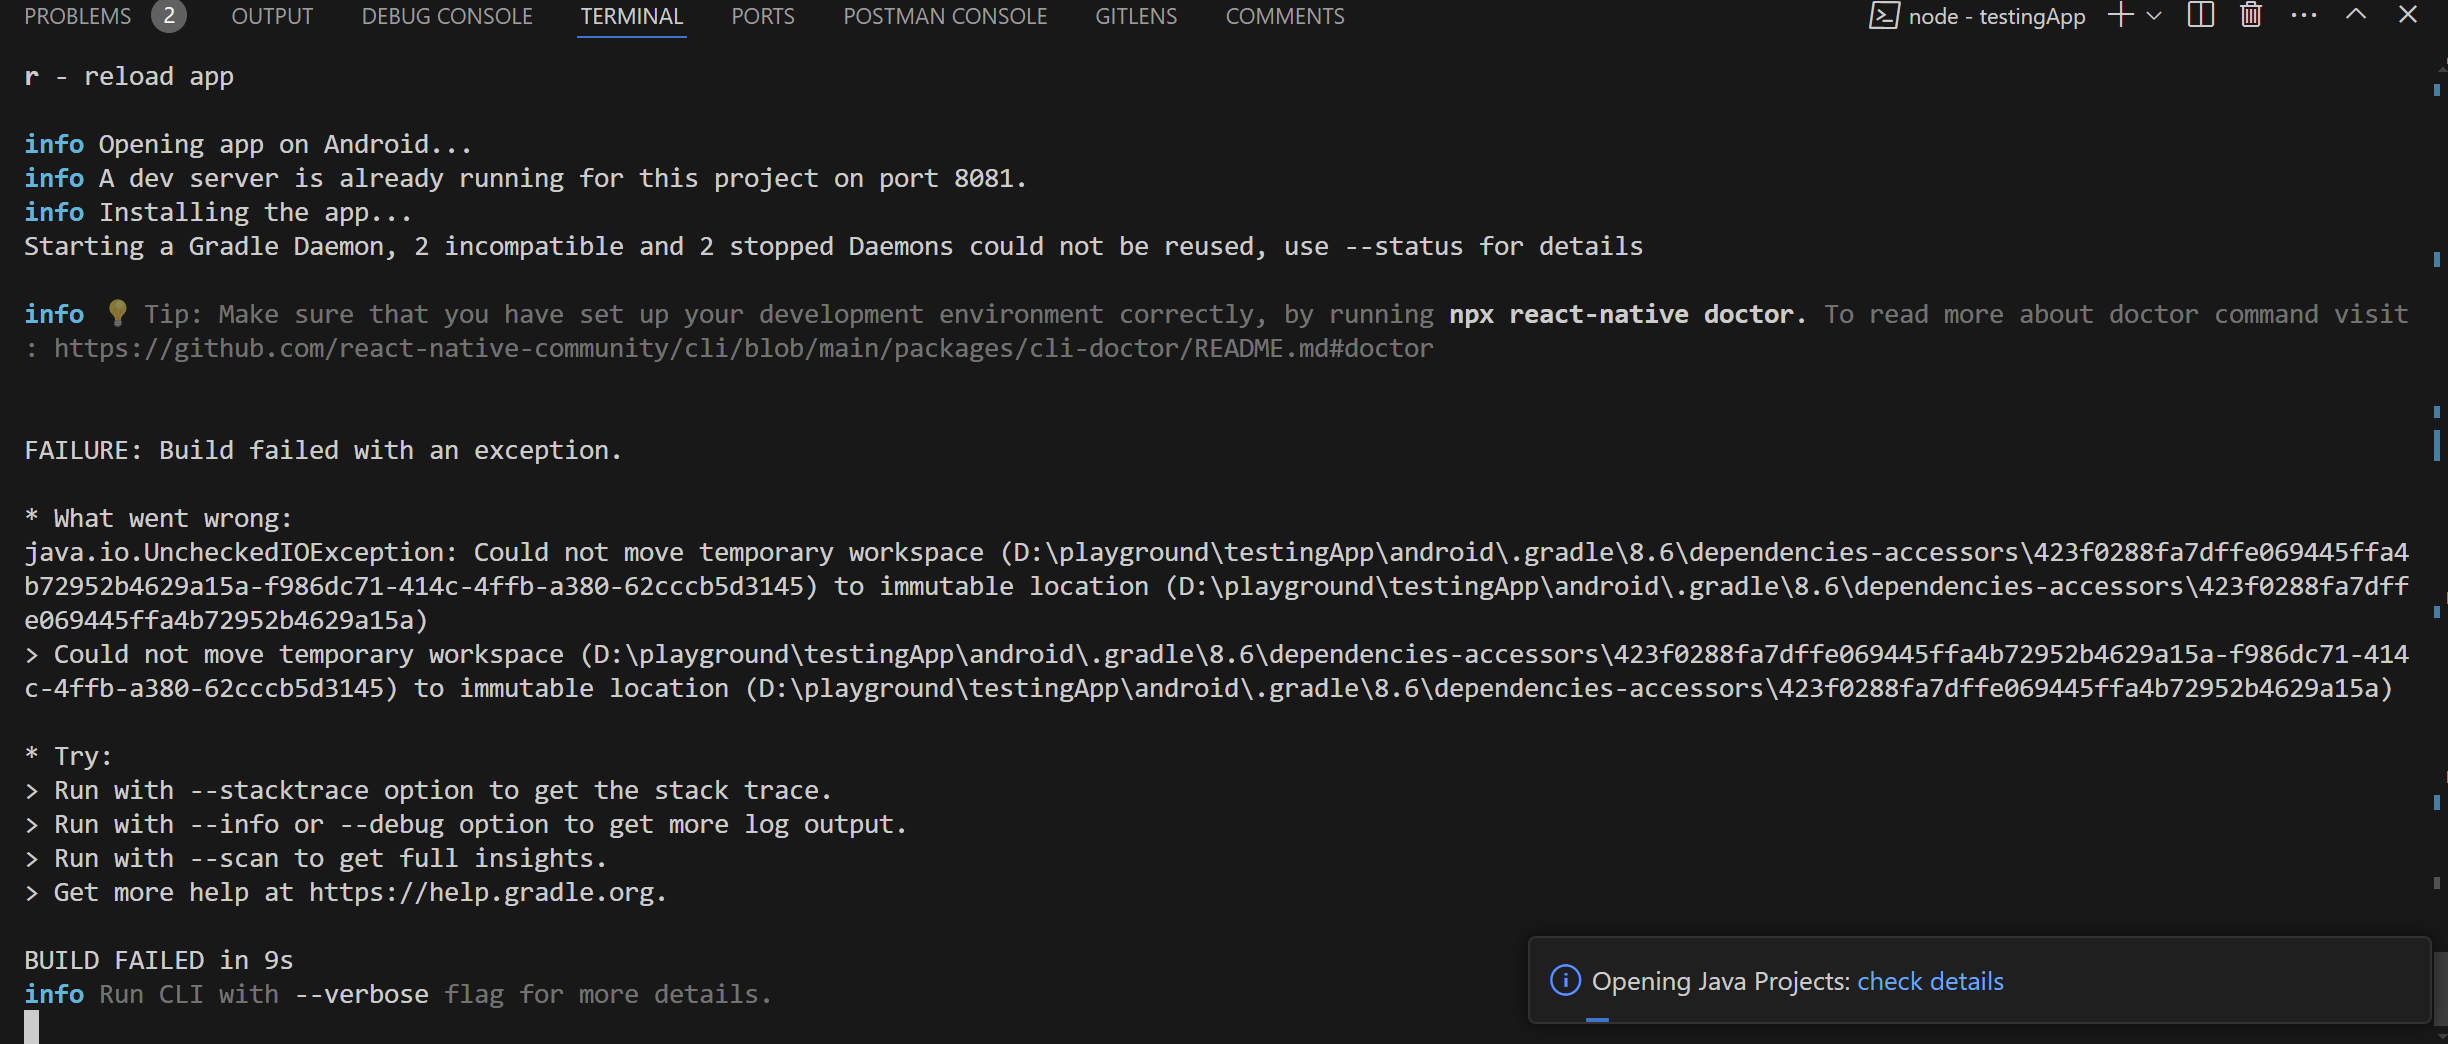 PROBLEMS 2 OUTPUT DEBUG CONSOLE TERMINAL PORTS POSTMAN CONSOLE GITLENS COMMENTS node - testingApp
r - reload app
info Opening app on Android...
info A dev server is already running for this project on port 8081.
info Installing the app...
Starting a Gradle Daemon, 2 incompatible and 2 stopped Daemons could not be reused, use --status for details
info 💡 Tip: Make sure that you have set up your development environment correctly, by running npx react-native doctor. To read more about doctor command visit
: https://github.com/react-native-community/cli/blob/main/packages/cli-doctor/README.md#doctor
FAILURE: Build failed with an exception.
* What went wrong:
java.io.UncheckedIOException: Could not move temporary workspace (D:\playground\testingApp\android\.gradle\8.6\dependencies-accessors\423f0288fa7dffe069445ffa4
b72952b4629a15a-f986dc71-414c-4ffb-a380-62cccb5d3145) to immutable location (D:\playground\testingApp\android\.gradle\8.6\dependencies-accessors\423f0288fa7dff
e069445ffa4b72952b4629a15a)
> Could not move temporary workspace (D:\playground\testingApp\android\.gradle\8.6\dependencies-accessors\423f0288fa7dffe069445ffa4b72952b4629a15a-f986dc71-414
c-4ffb-a380-62cccb5d3145) to immutable location (D:\playground\testingApp\android\.gradle\8.6\dependencies-accessors\423f0288fa7dffe069445ffa4b72952b4629a15a)
* Try:
> Run with --stacktrace option to get the stack trace.
> Run with --info or --debug option to get more log output.
> Run with --scan to get full insights.
> Get more help at https://help.gradle.org.
BUILD FAILED in 9s
info Run CLI with --verbose flag for more details.
Opening Java Projects: check details